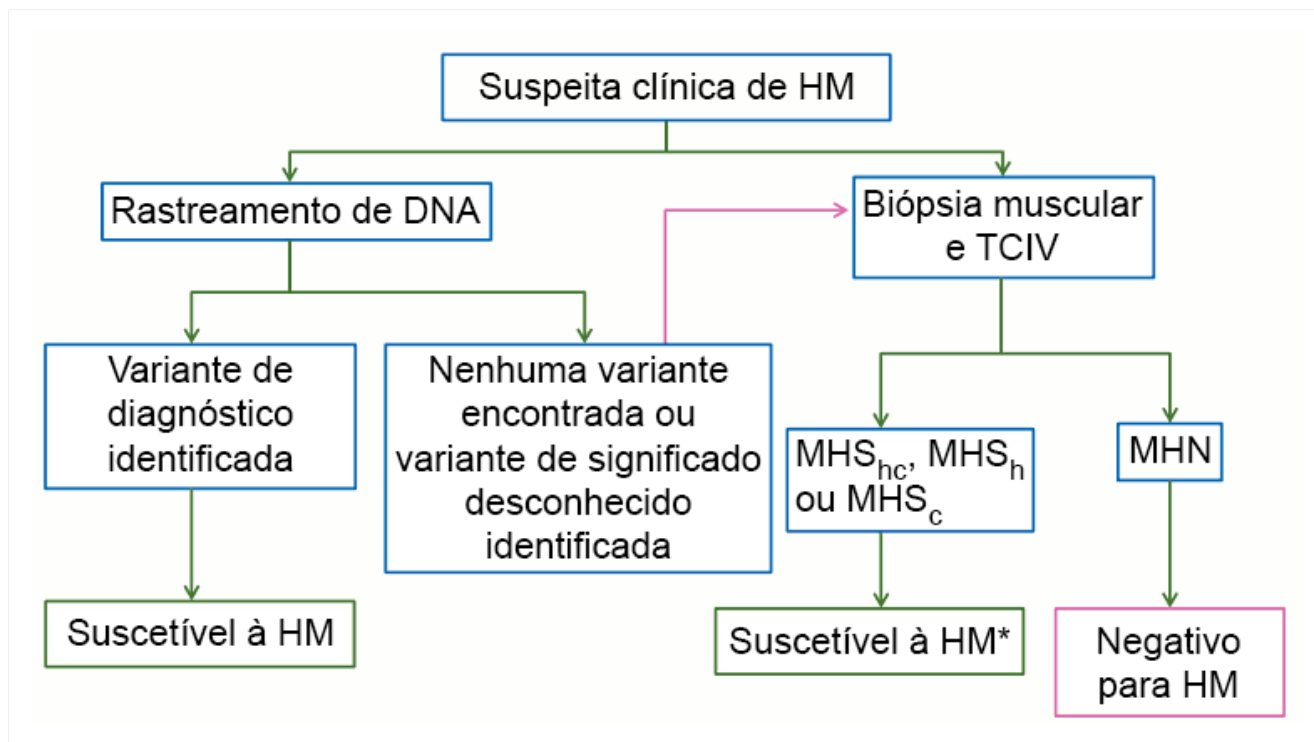 Suspeita clínica de HM
Rastreamento de DNA
Biópsia muscular
e TCIV
Variante de
diagnóstico
identificada
Nenhuma variante
encontrada ou
variante de significado
desconhecido
identificada
MHShc, MHSh
ou MHSc
MHN
Suscetível à HM
Suscetível à HM*
Negativo
para HM